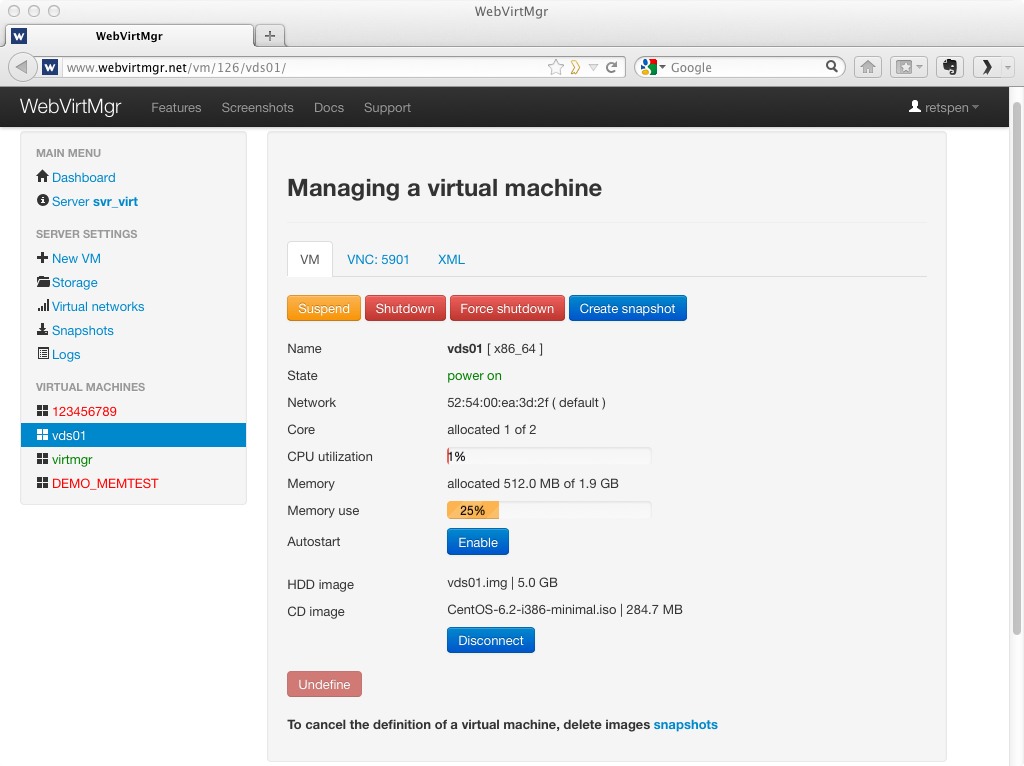 WebVirtMgr
W WebVirtMgr +
W www.webvirtmgr.net/vm/126/vds01/ Google
WebVirtMgr Features Screenshots Docs Support retspen
MAIN MENU
Dashboard
Server svr_virt
SERVER SETTINGS
New VM
Storage
Virtual networks
Snapshots
Logs
VIRTUAL MACHINES
123456789
vds01
virtmgr
DEMO_MEMTEST
Managing a virtual machine
VM VNC: 5901 XML
Suspend Shutdown Force shutdown Create snapshot
Name vds01 [ x86_64 ]
State power on
Network 52:54:00:ea:3d:2f ( default )
Core allocated 1 of 2
CPU utilization 1%
Memory allocated 512.0 MB of 1.9 GB
Memory use 25%
Autostart Enable
HDD image vds01.img | 5.0 GB
CD image CentOS-6.2-i386-minimal.iso | 284.7 MB
Disconnect
Undefine
To cancel the definition of a virtual machine, delete images snapshots